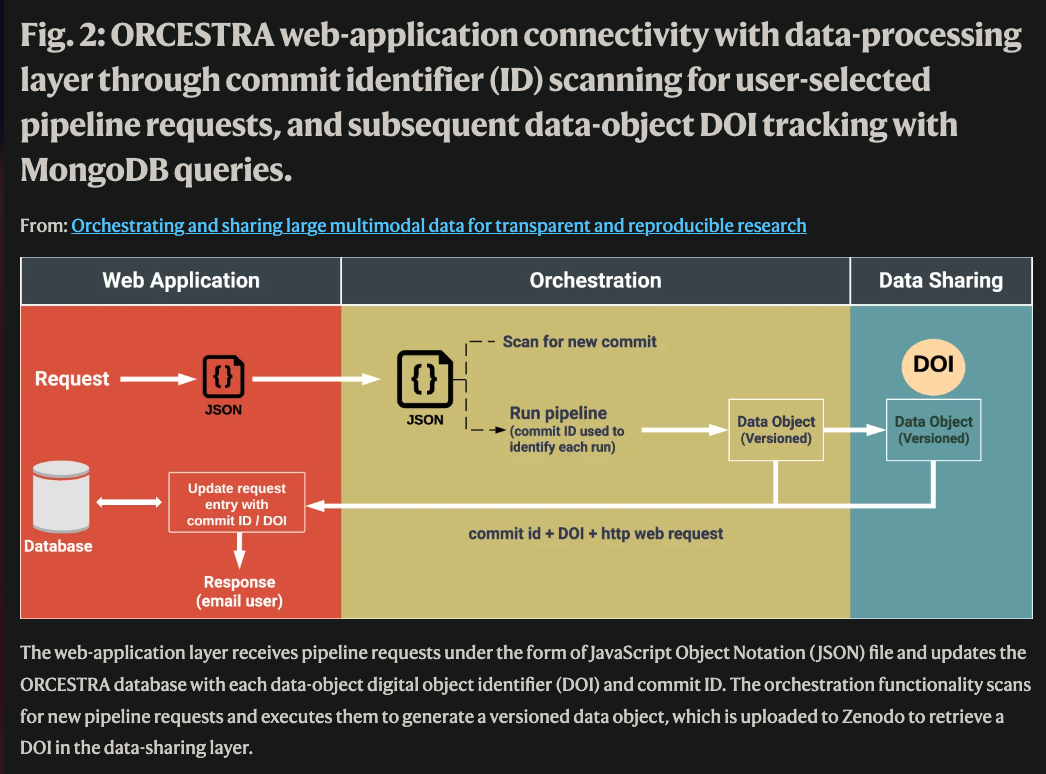 Fig. 2: ORCESTRA web-application connectivity with data-processing
layer through commit identifier (ID) scanning for user-selected
pipeline requests, and subsequent data-object DOI tracking with
MongoDB queries.
From: Orchestrating and sharing large multimodal data for transparent and reproducible research
Web Application
Orchestration
Data Sharing
Request
{}
JSON
{}
JSON
Scan for new commit
Run pipeline
(commit ID used to
identify each run)
Data Object
(Versioned)
DOI
Data Object
(Versioned)
Database
Update request
entry with
commit ID / DOI
commit id + DOI + http web request
Response
(email user)
The web-application layer receives pipeline requests under the form of JavaScript Object Notation (JSON) file and updates the
ORCESTRA database with each data-object digital object identifier (DOI) and commit ID. The orchestration functionality scans
for new pipeline requests and executes them to generate a versioned data object, which is uploaded to Zenodo to retrieve a
DOI in the data-sharing layer.